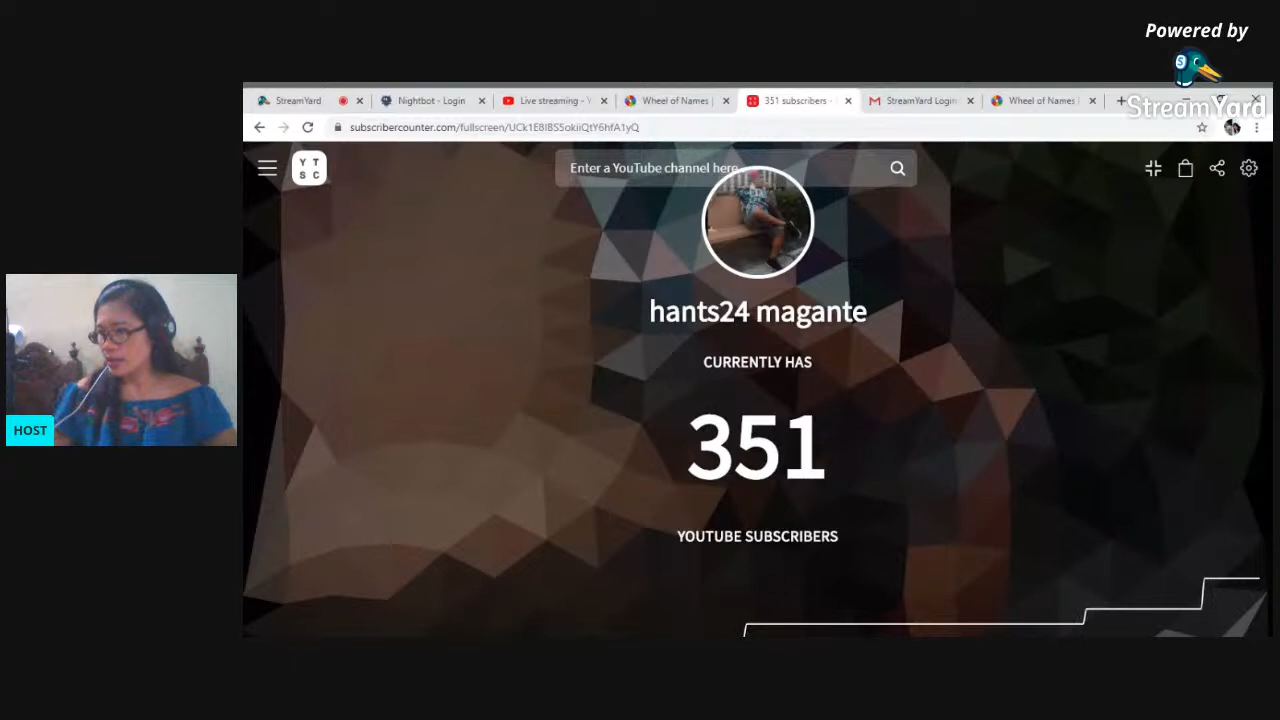 Powered by
StreamYard
StreamYard
Nightbot - Login
Live streaming - Y
Wheel of Names |
351 subscribers -
StreamYard Login
Wheel of Names |
subscribercounter.com/fullscreen/UCk1E8I8S5okiiQtY6hfA1yQ
Y T
S C
Enter a YouTube channel here
hants24 magante
CURRENTLY HAS
351
YOUTUBE SUBSCRIBERS
HOST